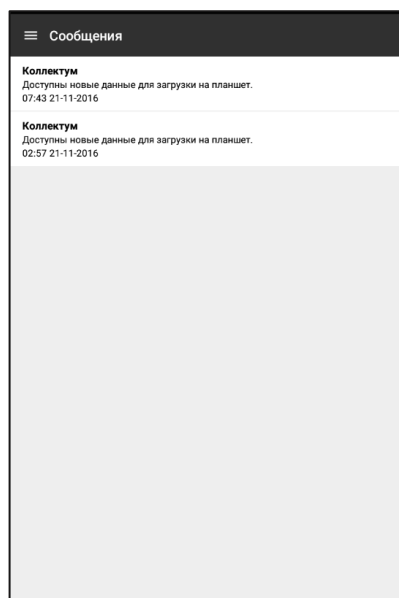 Сообщения
Коллектум
Доступны новые данные для загрузки на планшет.
07:43 21-11-2016
Коллектум
Доступны новые данные для загрузки на планшет.
02:57 21-11-2016